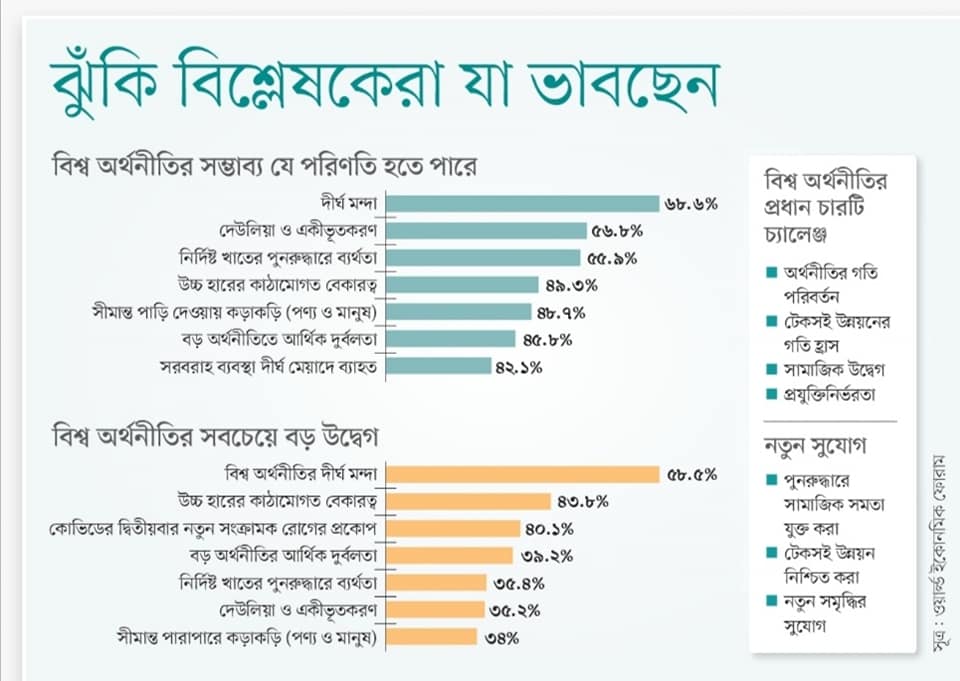 ঝুঁকি বিশ্লেষকেরা যা ভাবছেন
বিশ্ব অর্থনীতির সম্ভাব্য যে পরিণতি হতে পারে
দীর্ঘ মন্দা ৬৮.৬%
দেউলিয়া ও একীভূতকরণ ৫৬.৮%
নির্দিষ্ট খাতের পুনরুদ্ধারে ব্যর্থতা ৫৫.৯%
উচ্চ হারের কাঠামোগত বেকারত্ব ৪৯.৩%
সীমান্ত পাড়ি দেওয়ায় কড়াকড়ি (পণ্য ও মানুষ) ৪৮.৭%
বড় অর্থনীতিতে আর্থিক দুর্বলতা ৪৫.৮%
সরবরাহ ব্যবস্থা দীর্ঘ মেয়াদে ব্যাহত ৪২.১%
বিশ্ব অর্থনীতির সবচেয়ে বড় উদ্বেগ
বিশ্ব অর্থনীতির দীর্ঘ মন্দা ৫৮.৫%
উচ্চ হারের কাঠামোগত বেকারত্ব ৪৩.৮%
কোভিডের দ্বিতীয়বার নতুন সংক্রামক রোগের প্রকোপ ৪০.১%
বড় অর্থনীতির আর্থিক দুর্বলতা ৩৯.২%
নির্দিষ্ট খাতের পুনরুদ্ধারে ব্যর্থতা ৩৫.৪%
দেউলিয়া ও একীভূতকরণ ৩৫.২%
সীমান্ত পারাপারে কড়াকড়ি (পণ্য ও মানুষ) ৩৪%
বিশ্ব অর্থনীতির
প্রধান চারটি
চ্যালেঞ্জ
অর্থনীতির গতি
পরিবর্তন
টেকসই উন্নয়নের
গতি হ্রাস
সামাজিক উদ্বেগ
প্রযুক্তিনির্ভরতা
নতুন সুযোগ
পুনরুদ্ধারে
সামাজিক সমতা
যুক্ত করা
টেকসই উন্নয়ন
নিশ্চিত করা
নতুন সমৃদ্ধির
সুযোগ
সূত্র : ওয়ার্ল্ড ইকোনমিক ফোরাম